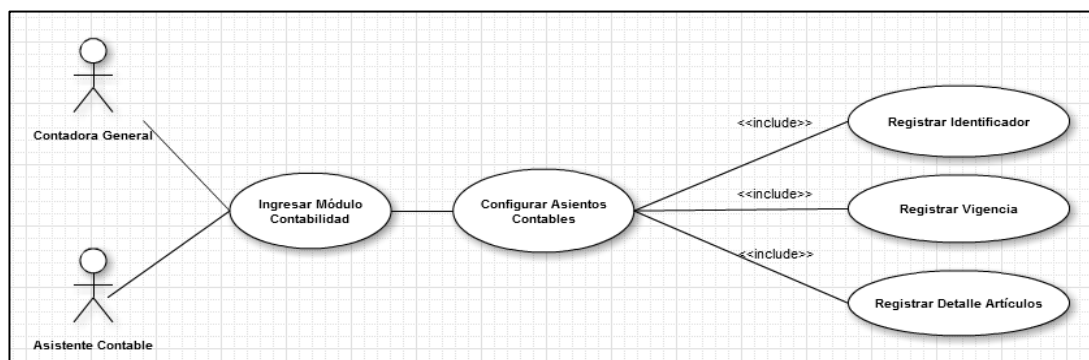 Contadora General
Asistente Contable
Ingresar Módulo
Contabilidad
Configurar Asientos
Contables
<<include>>
<<include>>
<<include>>
Registrar Identificador
Registrar Vigencia
Registrar Detalle Artículos